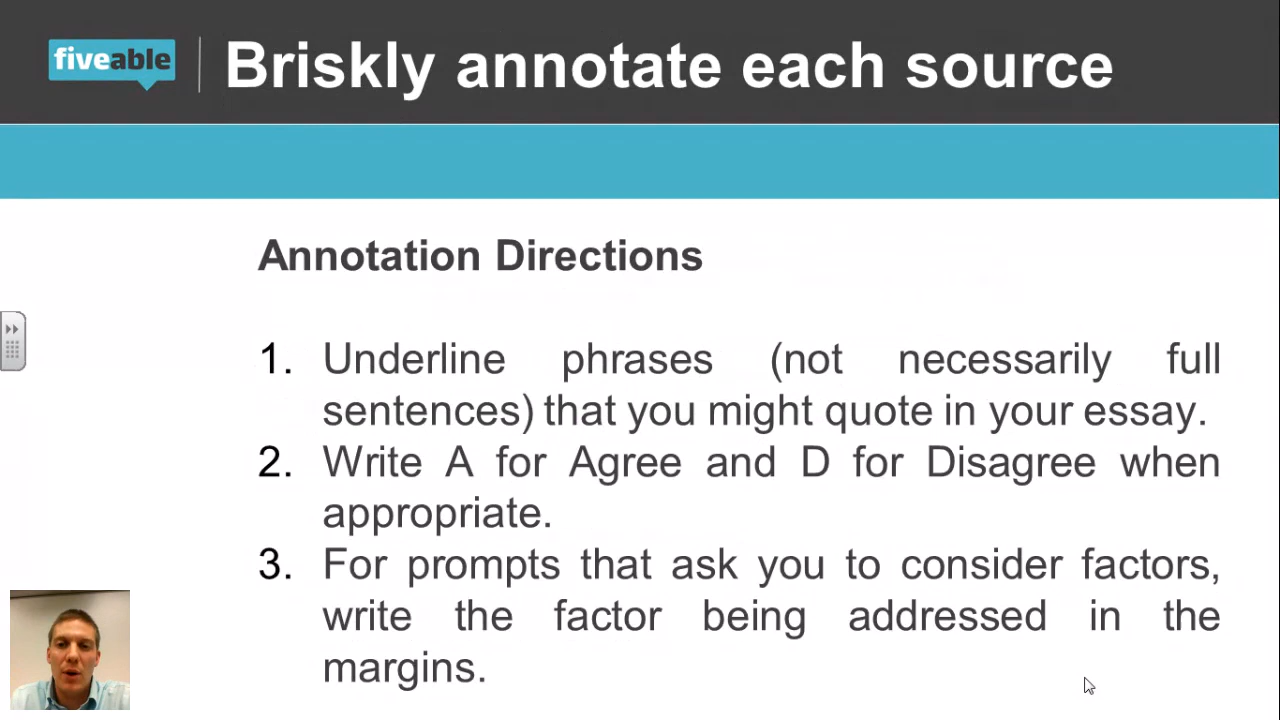 fiveable
Briskly annotate each source
Annotation Directions
1. Underline phrases (not necessarily full
sentences) that you might quote in your essay.
2. Write A for Agree and D for Disagree when
appropriate.
3. For prompts that ask you to consider factors,
write the factor being addressed in the
margins.